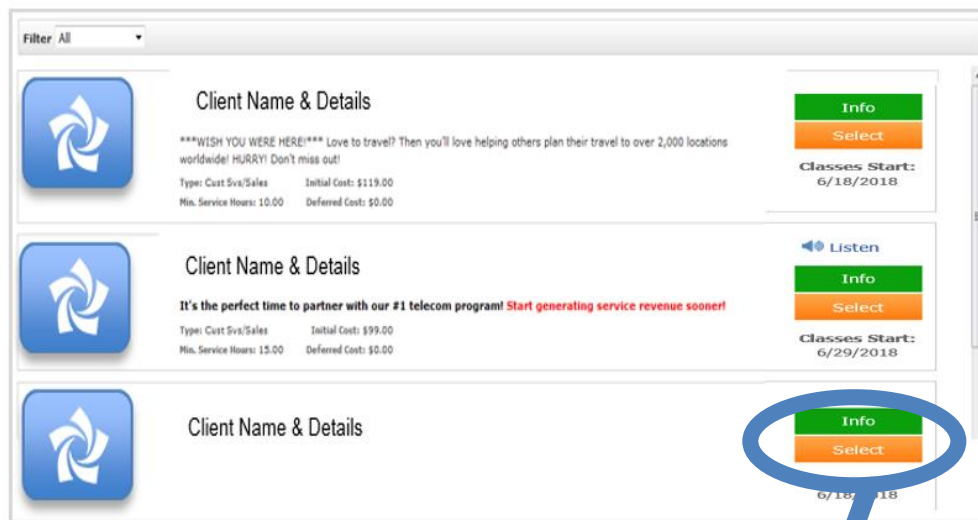 Filter All
Client Name & Details
***WISH YOU WERE HERE!*** Love to travel? Then you'll love helping others plan their travel to over 2,000 locations
worldwide! HURRY! Don't miss out!
Type: Cust Svs/Sales Initial Cost: $119.00
Min. Service Hours: 10.00 Deferred Cost: $0.00
Info
Select
Classes Start:
6/18/2018
Client Name & Details
It's the perfect time to partner with our #1 telecom program! Start generating service revenue sooner!
Type: Cust Svs/Sales Initial Cost: $99.00
Min. Service Hours: 15.00 Deferred Cost: $0.00
Listen
Info
Select
Classes Start:
6/29/2018
Client Name & Details
Info
Select